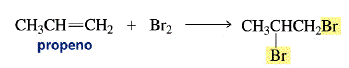 CH₃CH=CH₂ + Br₂ ⟶ CH₃CHCH₂Br
propeno
Br